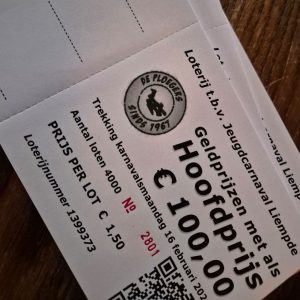 DE PLOEGERS
SINDS 1967
Loterij t.b.v. Jeugdcarnaval Liempde
Geldprijzen met als
Hoofdprijs
€ 100,00
Trekking karnavalsmaandag 16 februari
Aantal loten 4000 № 2801
PRIJS PER LOT € 1,50
Loterijnummer 1399373